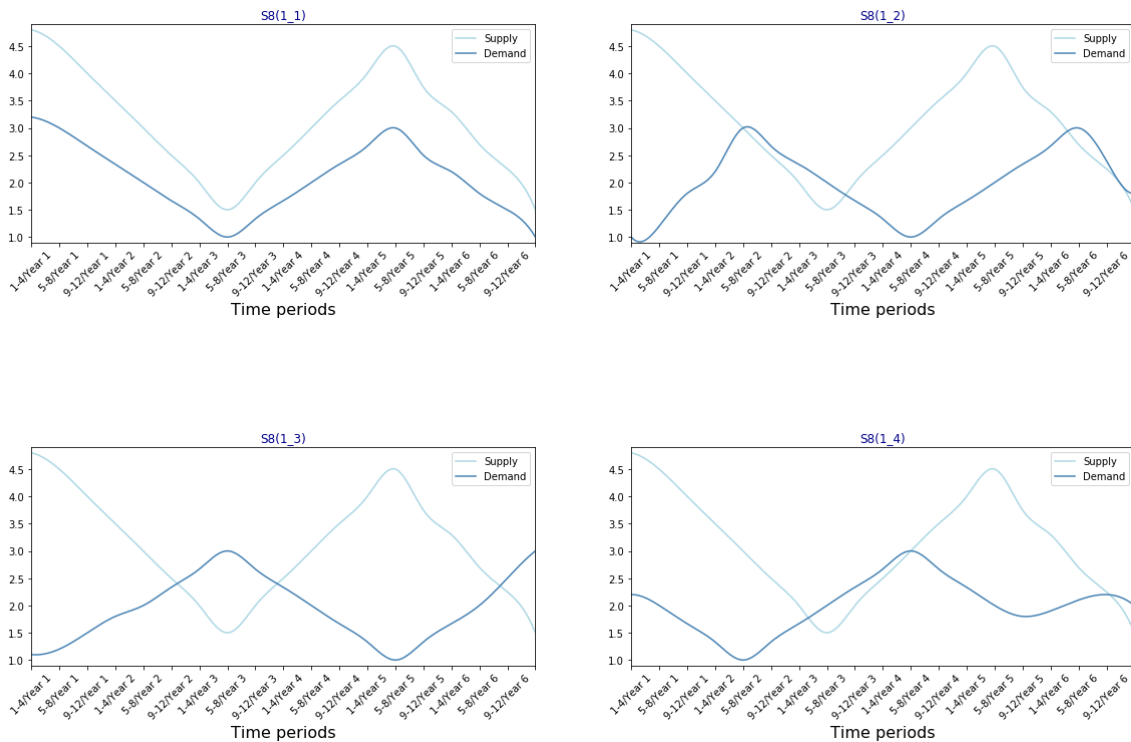 S8(1_1)
Supply
Demand
4.5
4.0
3.5
3.0
2.5
2.0
1.5
1.0
1-4/Year 1
5-8/Year 1
9-12/Year 1
1-4/Year 2
5-8/Year 2
9-12/Year 2
1-4/Year 3
5-8/Year 3
9-12/Year 3
1-4/Year 4
5-8/Year 4
9-12/Year 4
1-4/Year 5
5-8/Year 5
9-12/Year 5
1-4/Year 6
5-8/Year 6
9-12/Year 6
Time periods
S8(1_2)
Supply
Demand
4.5
4.0
3.5
3.0
2.5
2.0
1.5
1.0
1-4/Year 1
5-8/Year 1
9-12/Year 1
1-4/Year 2
5-8/Year 2
9-12/Year 2
1-4/Year 3
5-8/Year 3
9-12/Year 3
1-4/Year 4
5-8/Year 4
9-12/Year 4
1-4/Year 5
5-8/Year 5
9-12/Year 5
1-4/Year 6
5-8/Year 6
9-12/Year 6
Time periods
S8(1_3)
Supply
Demand
4.5
4.0
3.5
3.0
2.5
2.0
1.5
1.0
1-4/Year 1
5-8/Year 1
9-12/Year 1
1-4/Year 2
5-8/Year 2
9-12/Year 2
1-4/Year 3
5-8/Year 3
9-12/Year 3
1-4/Year 4
5-8/Year 4
9-12/Year 4
1-4/Year 5
5-8/Year 5
9-12/Year 5
1-4/Year 6
5-8/Year 6
9-12/Year 6
Time periods
S8(1_4)
Supply
Demand
4.5
4.0
3.5
3.0
2.5
2.0
1.5
1.0
1-4/Year 1
5-8/Year 1
9-12/Year 1
1-4/Year 2
5-8/Year 2
9-12/Year 2
1-4/Year 3
5-8/Year 3
9-12/Year 3
1-4/Year 4
5-8/Year 4
9-12/Year 4
1-4/Year 5
5-8/Year 5
9-12/Year 5
1-4/Year 6
5-8/Year 6
9-12/Year 6
Time periods